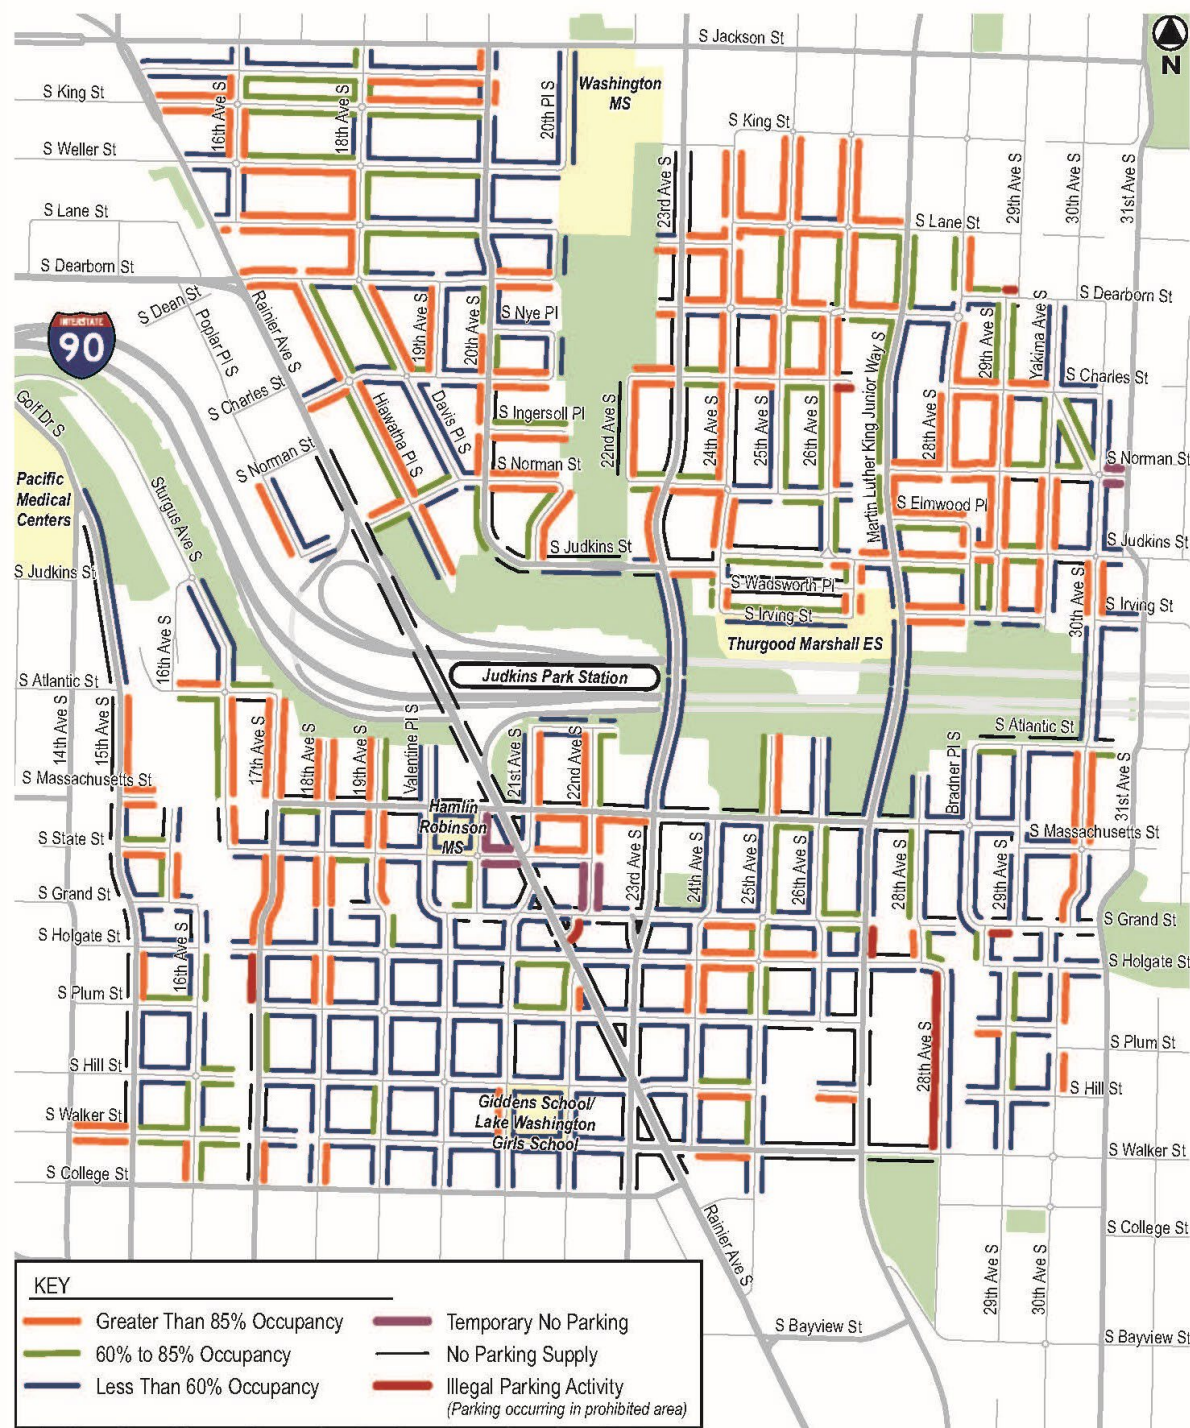 S Jackson St
N
S King St
16th Ave S
18th Ave S
20th Pl S
Washington
MS
S King St
S Weller St
23rd Ave S
29th Ave S
30th Ave S
31st Ave S
S Lane St
S Lane St
S Dearborn St
S Dearborn St
S Dean St
Poplar Pl S
Rainier Ave S
19th Ave S
20th Ave S
S Nye Pl
INTERSTATE
90
29th Ave S
Yakima Ave S
S Charles St
S Charles St
Golf Dr S
Hiawatha Pl S
Davis Pl S
S Ingersoll Pl
22nd Ave S
24th Ave S
25th Ave S
26th Ave S
Martin Luther King Junior Way S
28th Ave S
S Norman St
S Norman St
S Norman St
Pacific
Medical
Centers
Sturgus Ave S
S Elmwood Pl
S Judkins St
S Judkins St
S Judkins St
S Wadsworth Pl
S Irving St
S Irving St
30th Ave S
Thurgood Marshall ES
16th Ave S
Judkins Park Station
S Atlantic St
S Atlantic St
14th Ave S
15th Ave S
17th Ave S
18th Ave S
19th Ave S
Valentine Pl S
21st Ave S
22nd Ave S
Bradner Pl S
31st Ave S
S Massachusetts St
S Massachusetts St
Hamlin
Robinson
MS
S State St
23rd Ave S
24th Ave S
25th Ave S
26th Ave S
28th Ave S
29th Ave S
S Grand St
S Grand St
S Holgate St
S Holgate St
16th Ave S
S Plum St
S Plum St
28th Ave S
S Hill St
S Hill St
Giddens School/
Lake Washington
Girls School
S Walker St
S Walker St
S College St
S College St
Rainier Ave S
29th Ave S
30th Ave S
S Bayview St
S Bayview St
KEY
Greater Than 85% Occupancy
60% to 85% Occupancy
Less Than 60% Occupancy
Temporary No Parking
No Parking Supply
Illegal Parking Activity
(Parking occurring in prohibited area)